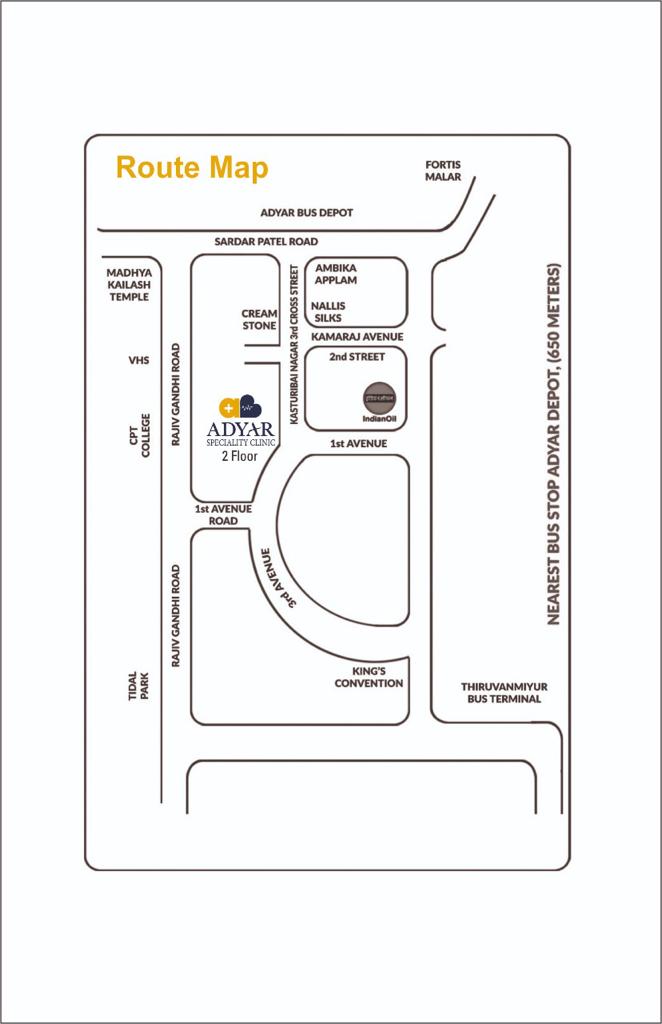 Route Map
FORTIS
MALAR
ADYAR BUS DEPOT
SARDAR PATEL ROAD
MADHYA
KAILASH
TEMPLE
AMBIKA
APPLAM
NALLIS
SILKS
CREAM
STONE
KASTURIBAI NAGAR 3rd CROSS STREET
KAMARAJ AVENUE
2nd STREET
VHS
RAJIV GANDHI ROAD
CPT
COLLEGE
a
ADYAR
SPECIALITY CLINIC
2 Floor
IndianOil
1st AVENUE
1st AVENUE
ROAD
3rd AVENUE
RAJIV GANDHI ROAD
TIDAL
PARK
KING'S
CONVENTION
THIRUVANMIYUR
BUS TERMINAL
NEAREST BUS STOP ADYAR DEPOT, (650 METERS)